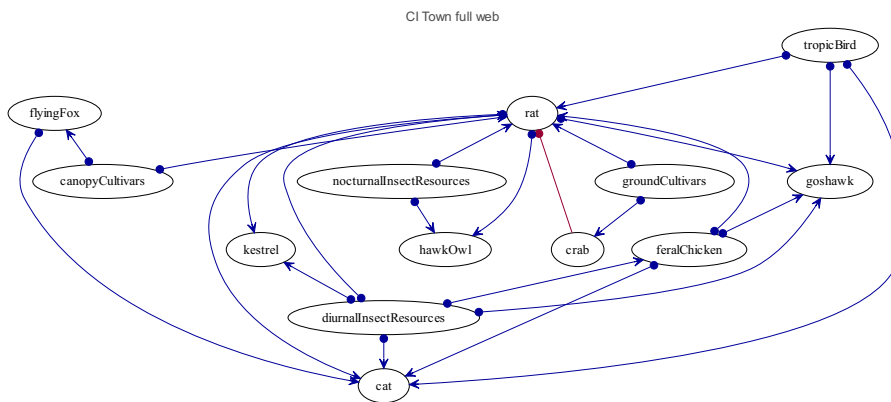 CI Town full web
tropicBird
flyingFox
rat
canopyCultivars
nocturnalInsectResources
groundCultivars
goshawk
kestrel
hawkOwl
crab
feralChicken
diurnalInsectResources
cat